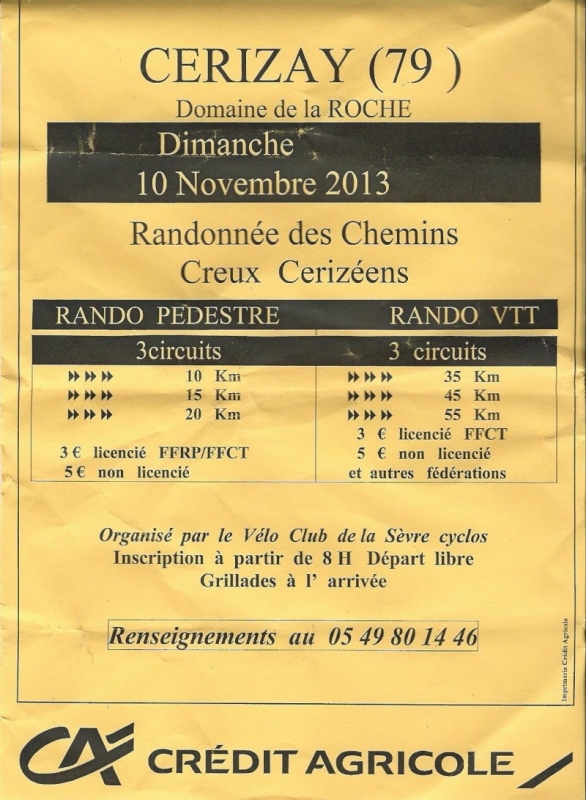 CERIZAY (79 )
Domaine de la ROCHE
Dimanche
10 Novembre 2013
Randonnée des Chemins
Creux Cerizéens
RANDO PEDESTRE
3circuits
10 Km
15 Km
20 Km
3 € licencié FFRP/FFCT
5 € non licencié
RANDO VTT
3 circuits
35 Km
45 Km
55 Km
3 € licencié FFCT
5 € non licencié
et autres fédérations
Organisé par le Vélo Club de la Sèvre cyclos
Inscription à partir de 8 H Départ libre
Grillades à l' arrivée
Renseignements au 05 49 80 14 46
Imprimerie Crédit Agricole
CA CRÉDIT AGRICOLE